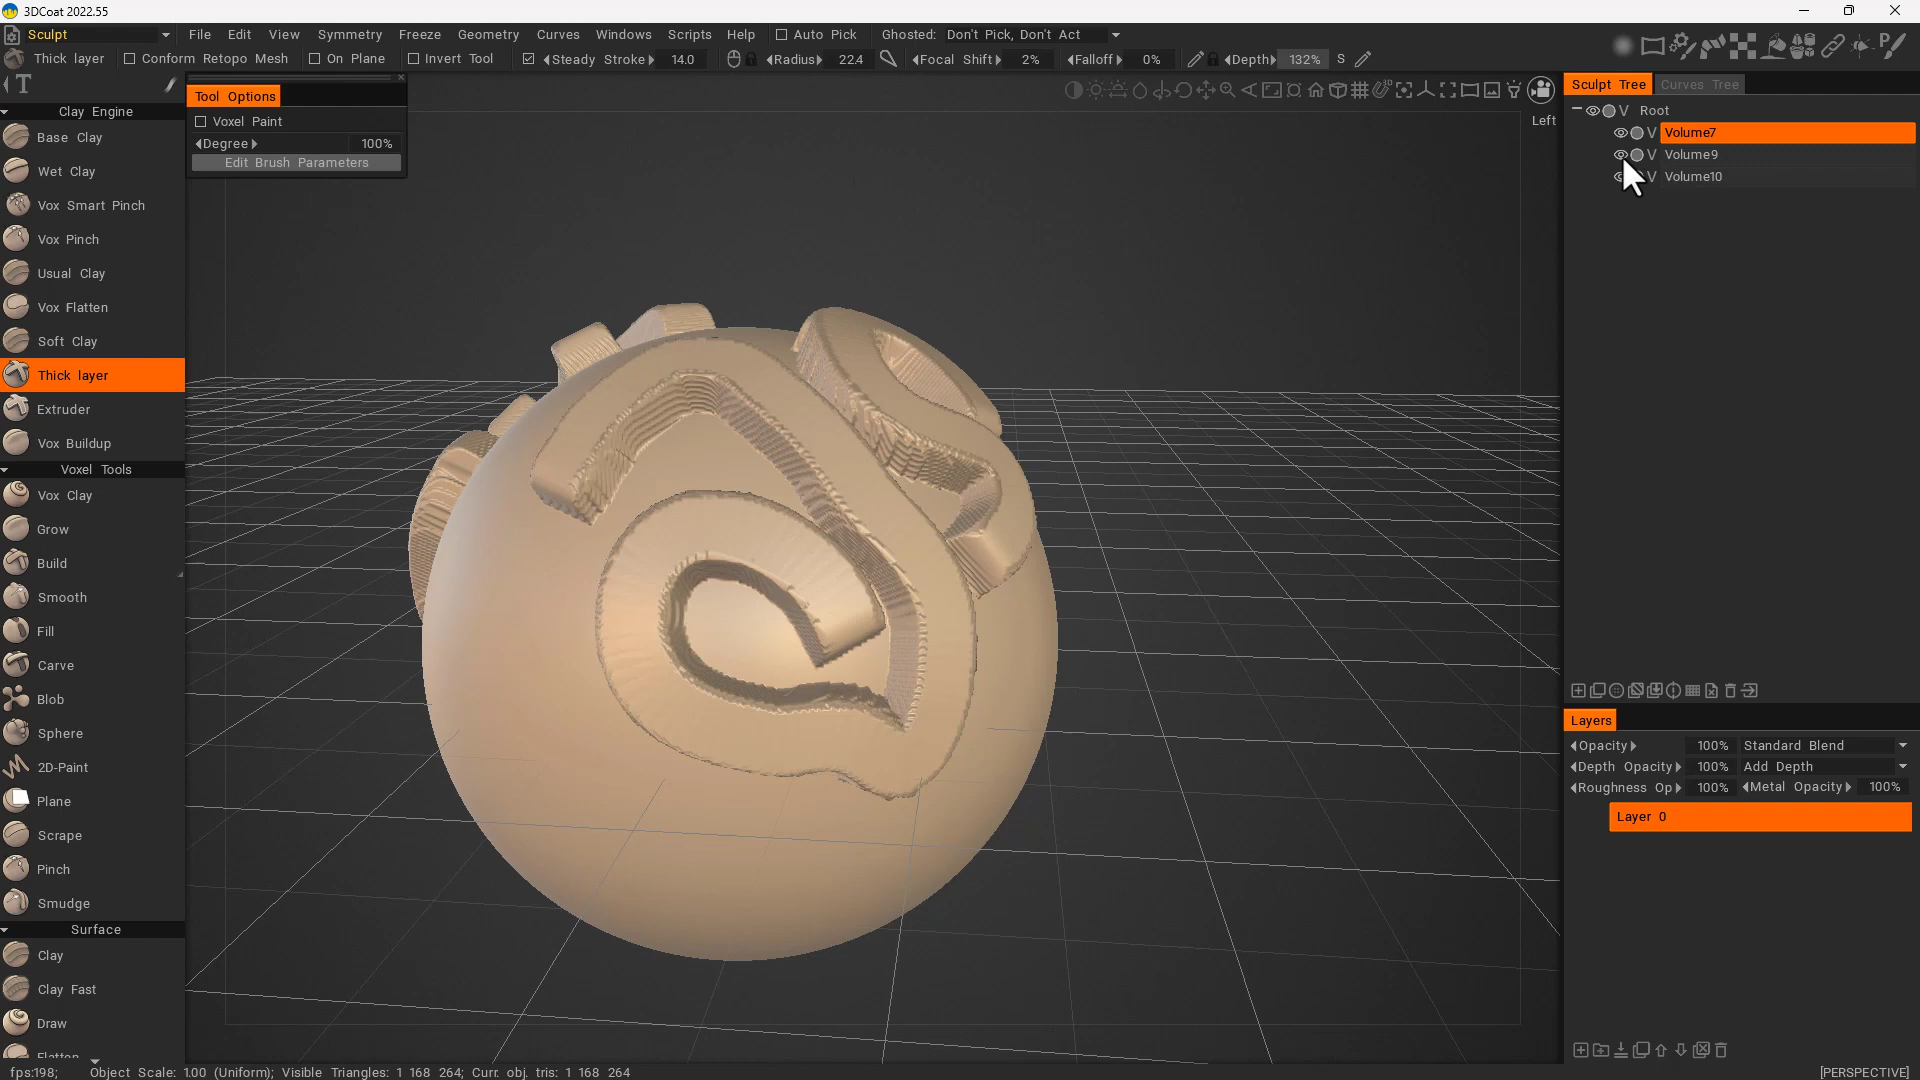 3DCoat 2022.55
Sculpt File Edit View Symmetry Freeze Geometry Curves Windows Scripts Help Auto Pick Ghosted: Don't Pick, Don't Act
Thick layer Conform Retopo Mesh On Plane Invert Tool Steady Stroke 14.0 Radius 22.4 Focal Shift 2% Falloff 0% Depth 132% S
T
Clay Engine
Base Clay
Wet Clay
Vox Smart Pinch
Vox Pinch
Usual Clay
Vox Flatten
Soft Clay
Thick layer
Extruder
Vox Buildup
Voxel Tools
Vox Clay
Grow
Build
Smooth
Fill
Carve
Blob
Sphere
2D-Paint
Plane
Scrape
Pinch
Smudge
Surface
Clay
Clay Fast
Draw
Flatten
Tool Options
Voxel Paint
Degree 100%
Edit Brush Parameters
Left
Sculpt Tree Curves Tree
V Root
V Volume7
V Volume9
V Volume10
Layers
Opacity 100% Standard Blend
Depth Opacity 100% Add Depth
Roughness Op 100% Metal Opacity 100%
Layer 0
fps:198; Object Scale: 1.00 (Uniform); Visible Triangles: 1 168 264; Curr. obj. tris: 1 168 264
[PERSPECTIVE]